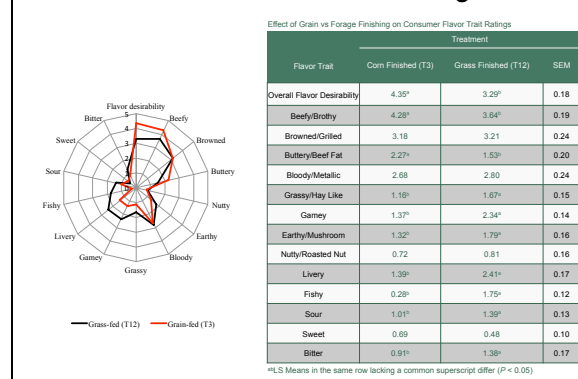 Effect of Grain vs Forage Finishing on Consumer Flavor Trait Ratings
Treatment
Flavor Trait Corn Finished (T3) Grass Finished (T12) SEM
Overall Flavor Desirability 4.35ᵃ 3.29ᵇ 0.18
Beefy/Brothy 4.28ᵃ 3.64ᵇ 0.19
Browned/Grilled 3.18 3.21 0.24
Buttery/Beef Fat 2.27ᵃ 1.53ᵇ 0.20
Bloody/Metallic 2.68 2.80 0.24
Grassy/Hay Like 1.16ᵇ 1.67ᵃ 0.15
Gamey 1.37ᵇ 2.34ᵃ 0.14
Earthy/Mushroom 1.32ᵇ 1.79ᵃ 0.16
Nutty/Roasted Nut 0.72 0.81 0.16
Livery 1.39ᵇ 2.41ᵃ 0.17
Fishy 0.28ᵇ 1.75ᵃ 0.12
Sour 1.01ᵇ 1.39ᵃ 0.13
Sweet 0.69 0.48 0.10
Bitter 0.91ᵇ 1.38ᵃ 0.17
ᵃᵇLS Means in the same row lacking a common superscript differ (P < 0.05)
Flavor desirability
Beefy
Browned
Buttery
Nutty
Earthy
Bloody
Grassy
Gamey
Livery
Fishy
Sour
Sweet
Bitter
5
4
3
2
Grass-fed (T12) Grain-fed (T3)